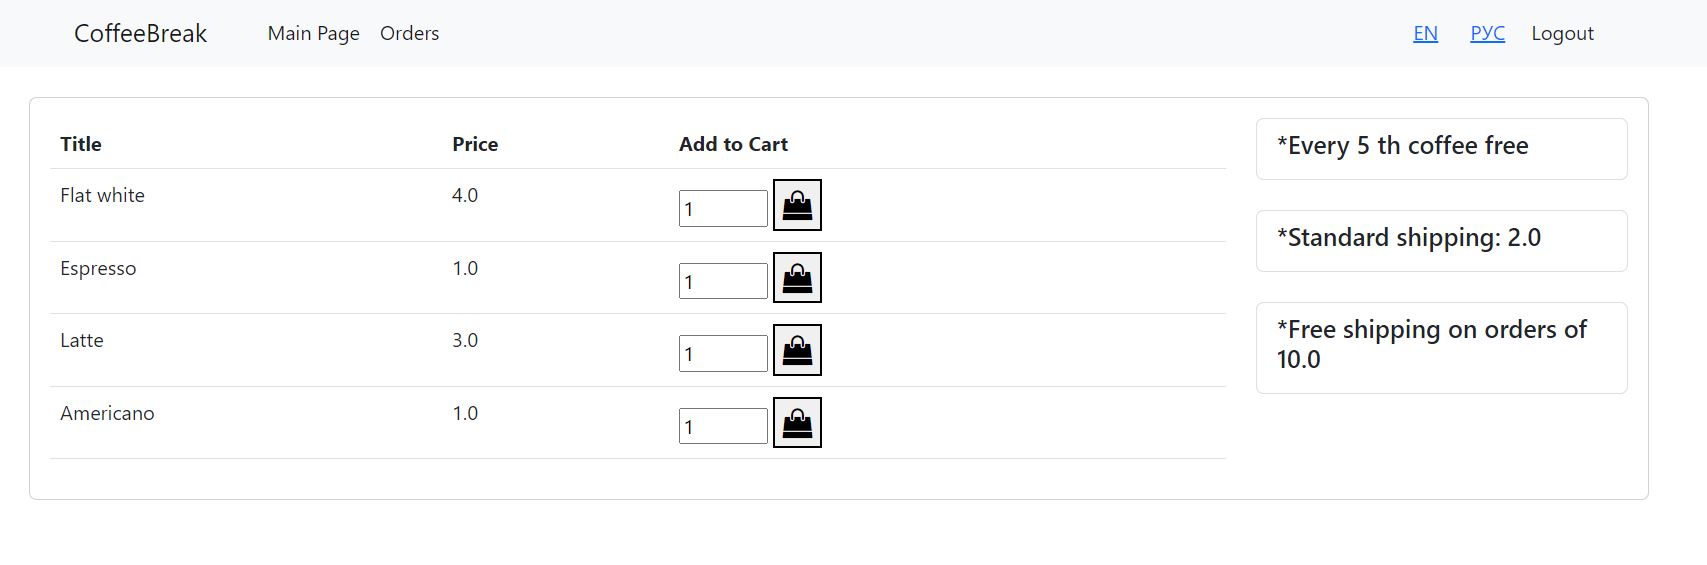 CoffeeBreak Main Page Orders EN РУС Logout
Title Price Add to Cart
Flat white 4.0 1
Espresso 1.0 1
Latte 3.0 1
Americano 1.0 1
*Every 5 th coffee free
*Standard shipping: 2.0
*Free shipping on orders of
10.0